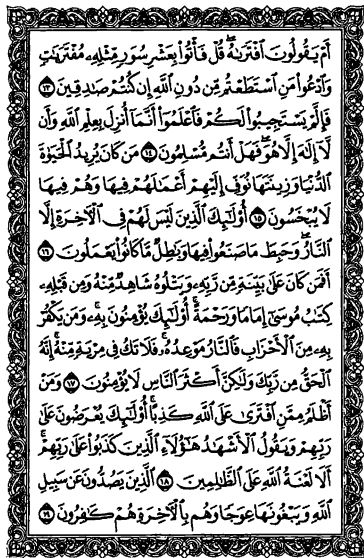 أَمْ يَقُولُونَ ٱفْتَرَىٰهُ ۖ قُلْ فَأْتُوا۟ بِعَشْرِ سُوَرٍ مِّثْلِهِۦ مُفْتَرَيَٰتٍ
وَٱدْعُوا۟ مَنِ ٱسْتَطَعْتُم مِّن دُونِ ٱللَّهِ إِن كُنتُمْ صَٰدِقِينَ ١٣
فَإِلَّمْ يَسْتَجِيبُوا۟ لَكُمْ فَٱعْلَمُوٓا۟ أَنَّمَآ أُنزِلَ بِعِلْمِ ٱللَّهِ وَأَن
لَّآ إِلَٰهَ إِلَّا هُوَ ۖ فَهَلْ أَنتُم مُّسْلِمُونَ ١٤ مَن كَانَ يُرِيدُ ٱلْحَيَوٰةَ
ٱلدُّنْيَا وَزِينَتَهَا نُوَفِّ إِلَيْهِمْ أَعْمَٰلَهُمْ فِيهَا وَهُمْ فِيهَا
لَا يُبْخَسُونَ ١٥ أُو۟لَٰٓئِكَ ٱلَّذِينَ لَيْسَ لَهُمْ فِى ٱلْءَاخِرَةِ إِلَّا
ٱلنَّارُ ۖ وَحَبِطَ مَا صَنَعُوا۟ فِيهَا وَبَٰطِلٌ مَّا كَانُوا۟ يَعْمَلُونَ ١٦
أَفَمَن كَانَ عَلَىٰ بَيِّنَةٍ مِّن رَّبِّهِۦ وَيَتْلُوهُ شَاهِدٌ مِّنْهُ وَمِن قَبْلِهِۦ
كِتَٰبُ مُوسَىٰٓ إِمَامًا وَرَحْمَةً ۚ أُو۟لَٰٓئِكَ يُؤْمِنُونَ بِهِۦ ۚ وَمَن يَكْفُرْ
بِهِۦ مِنَ ٱلْأَحْزَابِ فَٱلنَّارُ مَوْعِدُهُۥ ۚ فَلَا تَكُ فِى مِرْيَةٍ مِّنْهُ ۚ إِنَّهُ
ٱلْحَقُّ مِن رَّبِّكَ وَلَٰكِنَّ أَكْثَرَ ٱلنَّاسِ لَا يُؤْمِنُونَ ١٧ وَمَنْ
أَظْلَمُ مِمَّنِ ٱفْتَرَىٰ عَلَى ٱللَّهِ كَذِبًا ۚ أُو۟لَٰٓئِكَ يُعْرَضُونَ عَلَىٰ
رَبِّهِمْ وَيَقُولُ ٱلْأَشْهَٰدُ هَٰٓؤُلَآءِ ٱلَّذِينَ كَذَبُوا۟ عَلَىٰ رَبِّهِمْ ۚ
أَلَا لَعْنَةُ ٱللَّهِ عَلَى ٱلظَّٰلِمِينَ ١٨ ٱلَّذِينَ يَصُدُّونَ عَن سَبِيلِ
ٱللَّهِ وَيَبْغُونَهَا عِوَجًا وَهُم بِٱلْءَاخِرَةِ هُمْ كَٰفِرُونَ ١٩